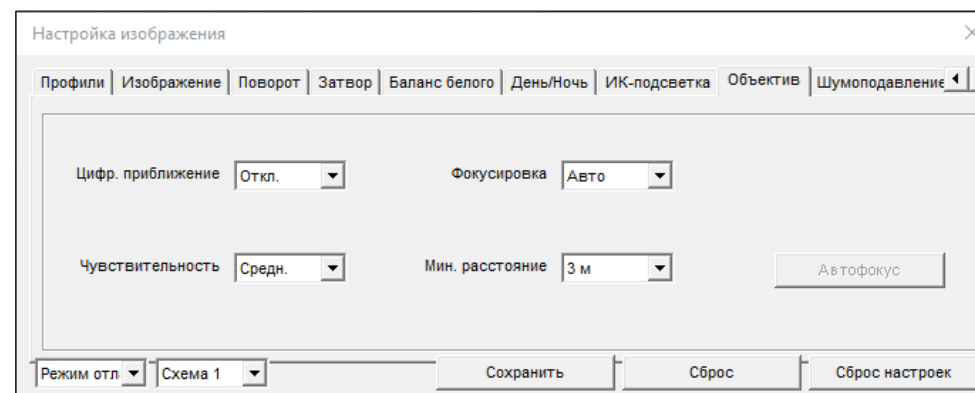 Настройка изображения
Профили Изображение Поворот Затвор Баланс белого День/Ночь ИК-подсветка Объектив Шумоподавление
Цифр. приближение Откл. Фокусировка Авто
Чувствительность Средн. Мин. расстояние 3 м Автофокус
Режим отл Схема 1 Сохранить Сброс Сброс настроек